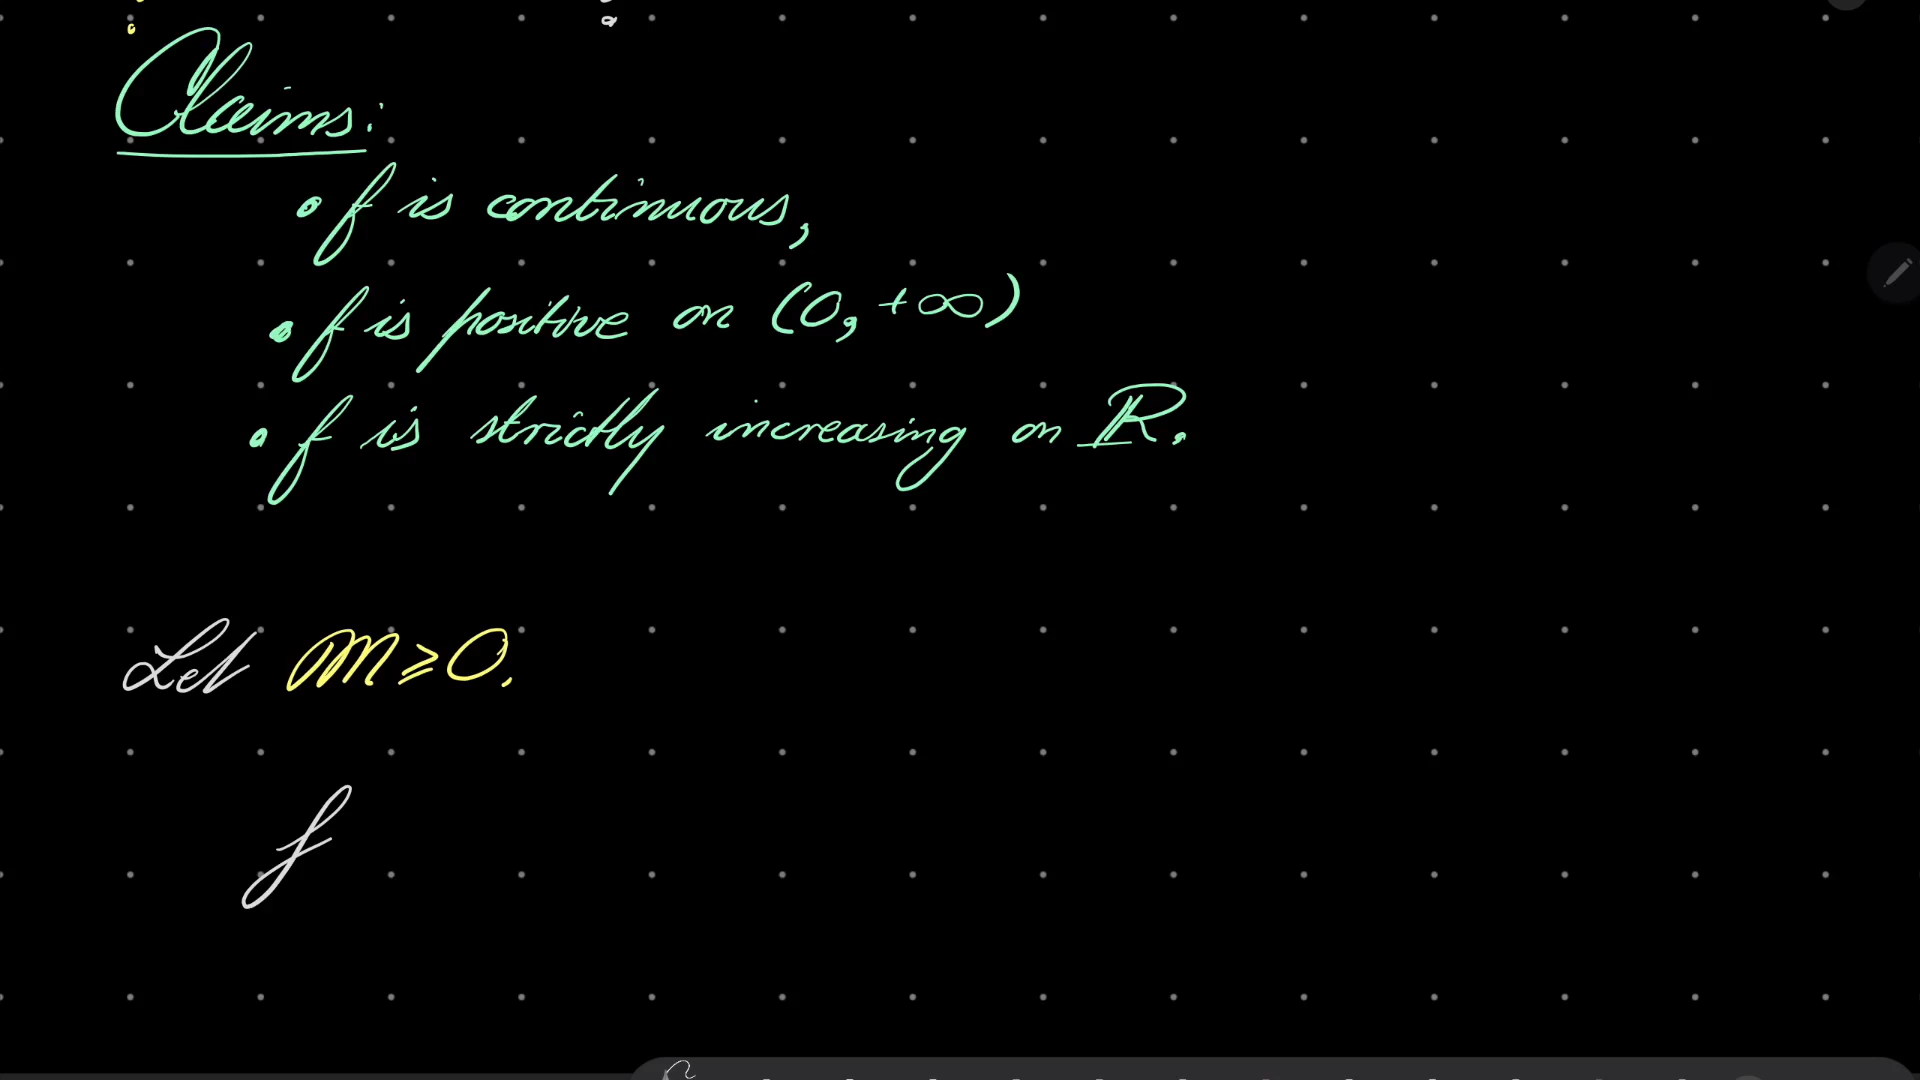 Claims:
• f is continuous,
• f is positive on (0, +∞)
• f is strictly increasing on ℝ.
Let M ≥ 0.
f